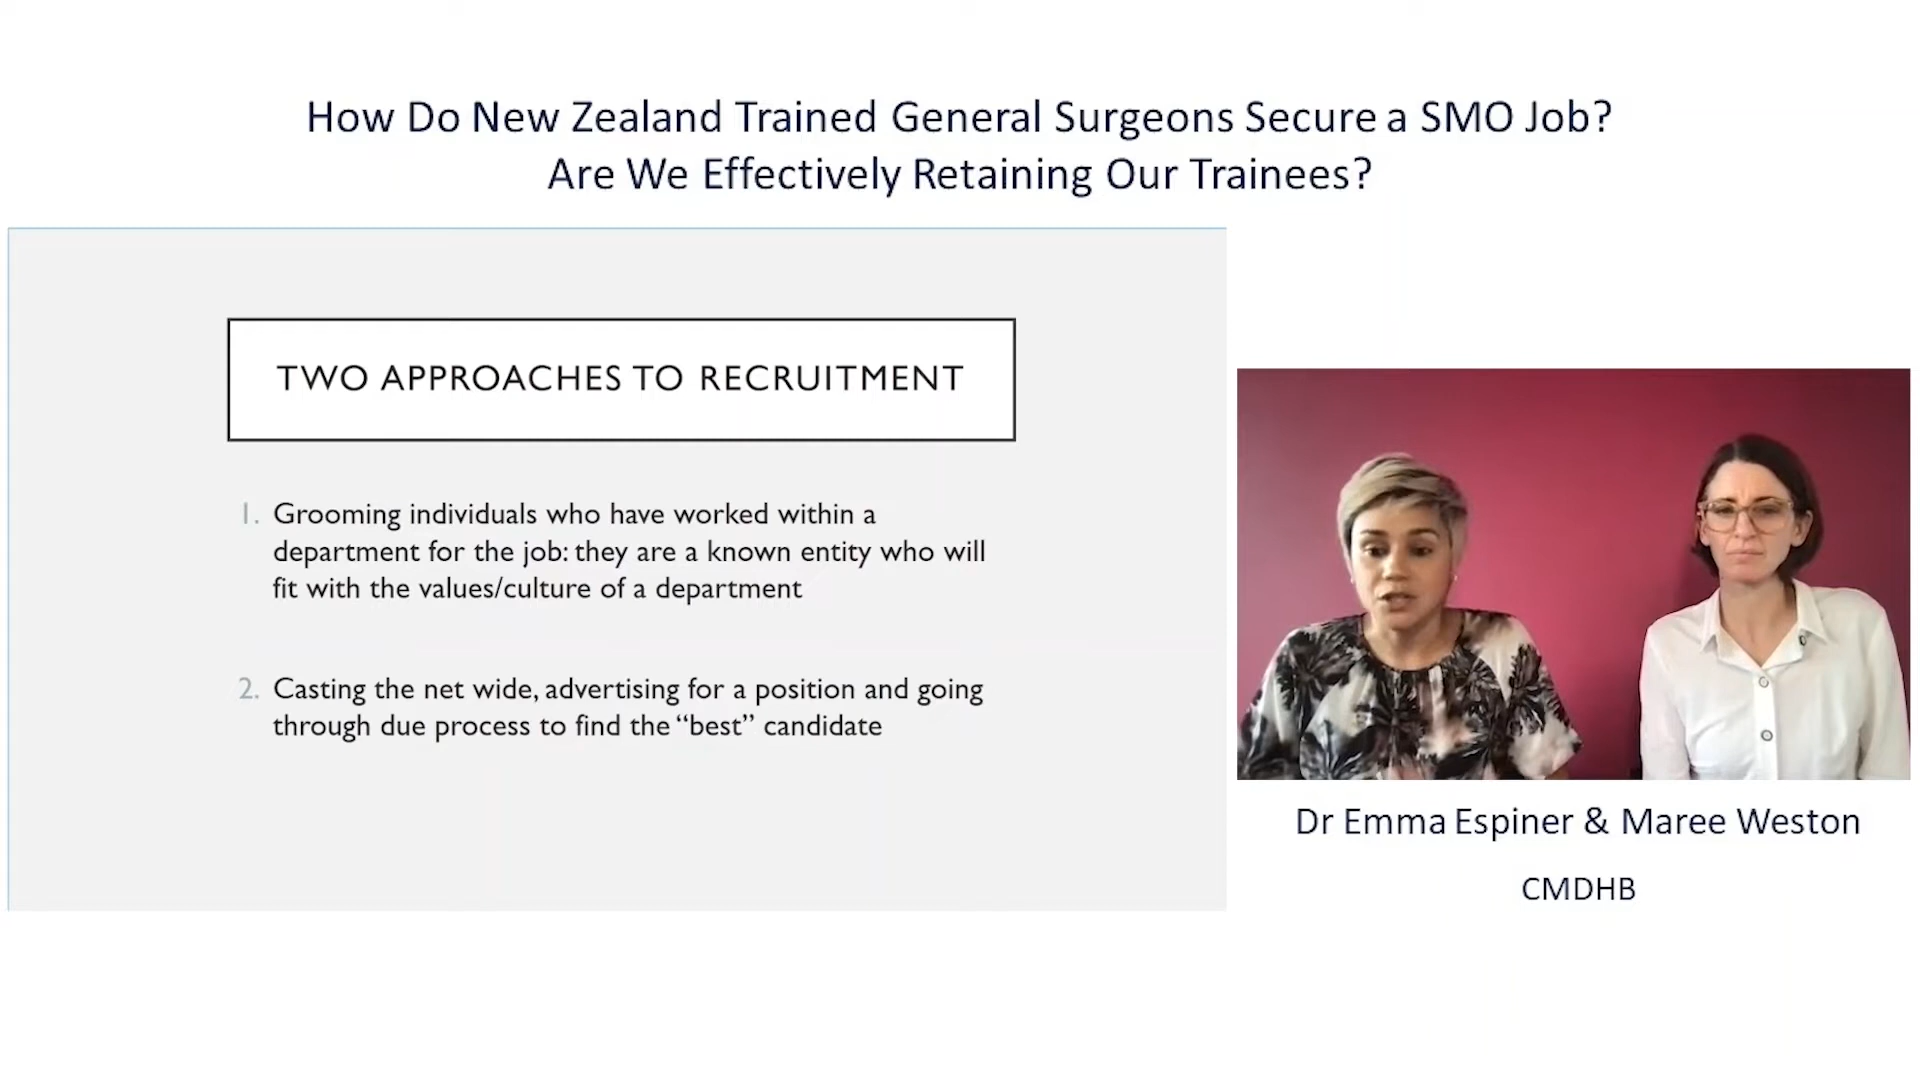 How Do New Zealand Trained General Surgeons Secure a SMO Job?
Are We Effectively Retaining Our Trainees?
TWO APPROACHES TO RECRUITMENT
1. Grooming individuals who have worked within a
department for the job: they are a known entity who will
fit with the values/culture of a department
2. Casting the net wide, advertising for a position and going
through due process to find the “best” candidate
Dr Emma Espiner & Maree Weston
CMDHB